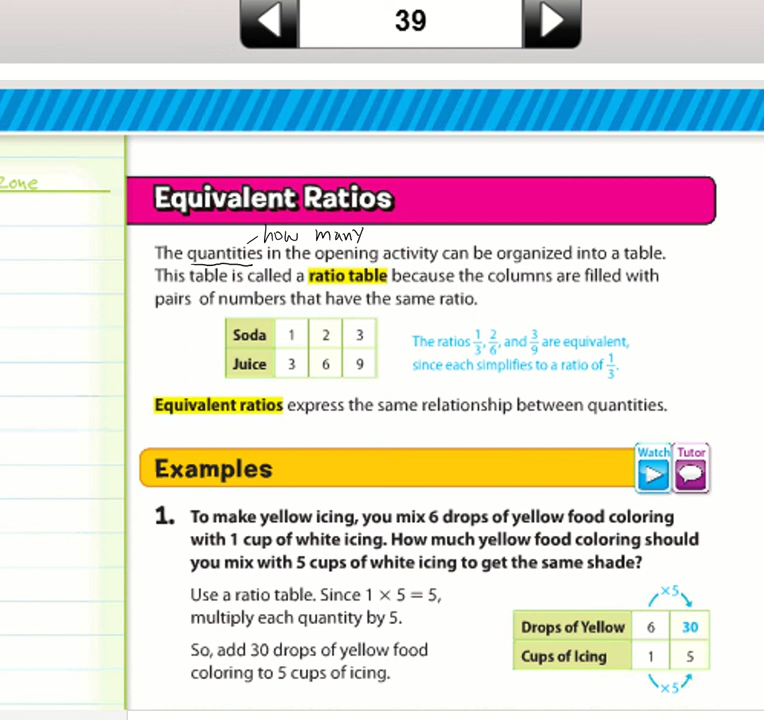 39
Zone
Equivalent Ratios
how many
The quantities in the opening activity can be organized into a table.
This table is called a ratio table because the columns are filled with
pairs of numbers that have the same ratio.
Soda 1 2 3
Juice 3 6 9
The ratios 1/3, 2/6, and 3/9 are equivalent,
since each simplifies to a ratio of 1/3.
Equivalent ratios express the same relationship between quantities.
Examples
Watch Tutor
1. To make yellow icing, you mix 6 drops of yellow food coloring
with 1 cup of white icing. How much yellow food coloring should
you mix with 5 cups of white icing to get the same shade?
Use a ratio table. Since 1 × 5 = 5,
multiply each quantity by 5.
So, add 30 drops of yellow food
coloring to 5 cups of icing.
×5
Drops of Yellow 6 30
Cups of Icing 1 5
×5